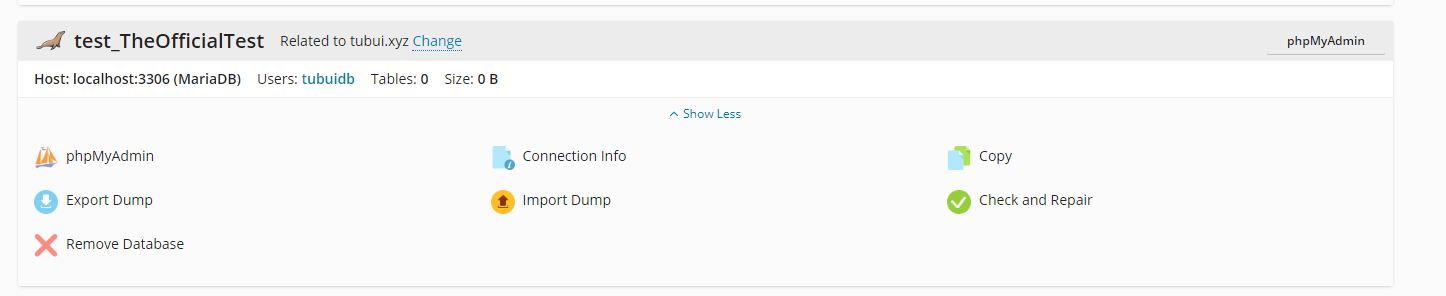 test_TheOfficialTest Related to tubui.xyz Change phpMyAdmin
Host: localhost:3306 (MariaDB) Users: tubuidb Tables: 0 Size: 0 B
Show Less
phpMyAdmin Connection Info Copy
Export Dump Import Dump Check and Repair
Remove Database